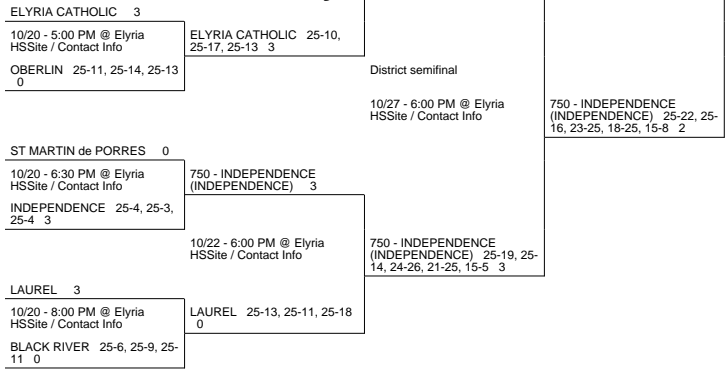 ELYRIA CATHOLIC 3
10/20 - 5:00 PM @ Elyria
HSSite / Contact Info
OBERLIN 25-11, 25-14, 25-13
0
ELYRIA CATHOLIC 25-10,
25-17, 25-13 3
District semifinal
10/27 - 6:00 PM @ Elyria
HSSite / Contact Info
750 - INDEPENDENCE
(INDEPENDENCE) 25-22, 25-
16, 23-25, 18-25, 15-8 2
ST MARTIN de PORRES 0
10/20 - 6:30 PM @ Elyria
HSSite / Contact Info
INDEPENDENCE 25-4, 25-3,
25-4 3
750 - INDEPENDENCE
(INDEPENDENCE) 3
10/22 - 6:00 PM @ Elyria
HSSite / Contact Info
750 - INDEPENDENCE
(INDEPENDENCE) 25-19, 25-
14, 24-26, 21-25, 15-5 3
LAUREL 3
10/20 - 8:00 PM @ Elyria
HSSite / Contact Info
BLACK RIVER 25-6, 25-9, 25-
11 0
LAUREL 25-13, 25-11, 25-18
0